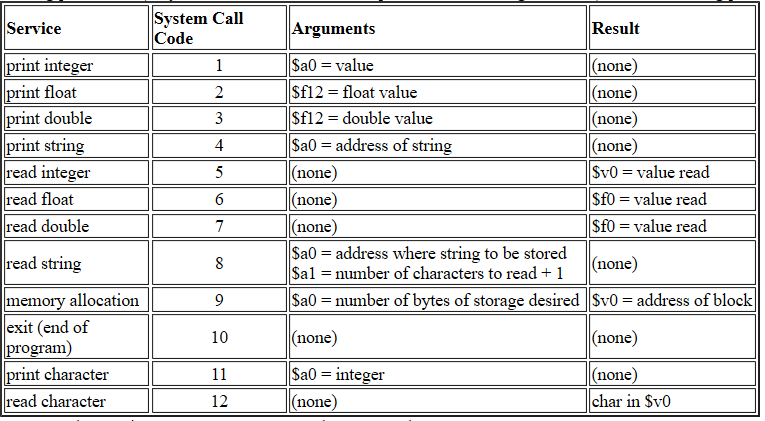 Service System Call Code Arguments Result
print integer 1 $a0 = value (none)
print float 2 $f12 = float value (none)
print double 3 $f12 = double value (none)
print string 4 $a0 = address of string (none)
read integer 5 (none) $v0 = value read
read float 6 (none) $f0 = value read
read double 7 (none) $f0 = value read
read string 8 $a0 = address where string to be stored
$a1 = number of characters to read + 1 (none)
memory allocation 9 $a0 = number of bytes of storage desired $v0 = address of block
exit (end of
program) 10 (none) (none)
print character 11 $a0 = integer (none)
read character 12 (none) char in $v0